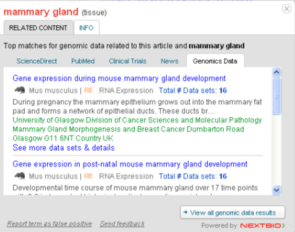 mammary gland (tissue)
RELATED CONTENT INFO
Top matches for genomic data related to this article and mammary gland
ScienceDirect PubMed Clinical Trials News Genomics Data
Gene expression during mouse mammary gland development
Mus musculus | RE RNA Expression Total # Data sets: 16
During pregnancy the mammary epithelium grows out into the mammary fat
pad and forms a network of epithelial ducts. These ducts br...
University of Glasgow Division of Cancer Sciences and Molecular Pathology
Mammary Gland Morphogenesis and Breast Cancer Dumbarton Road
Glasgow G11 6NT Country UK
See more data sets & details
Gene expression in post-natal mouse mammary gland development
Mus musculus | RE RNA Expression Total # Data sets: 16
Developmental time course of mouse mammary gland over 17 time points
View all genomic data results
Report term as false positive Send feedback
Powered by NEXTBIO